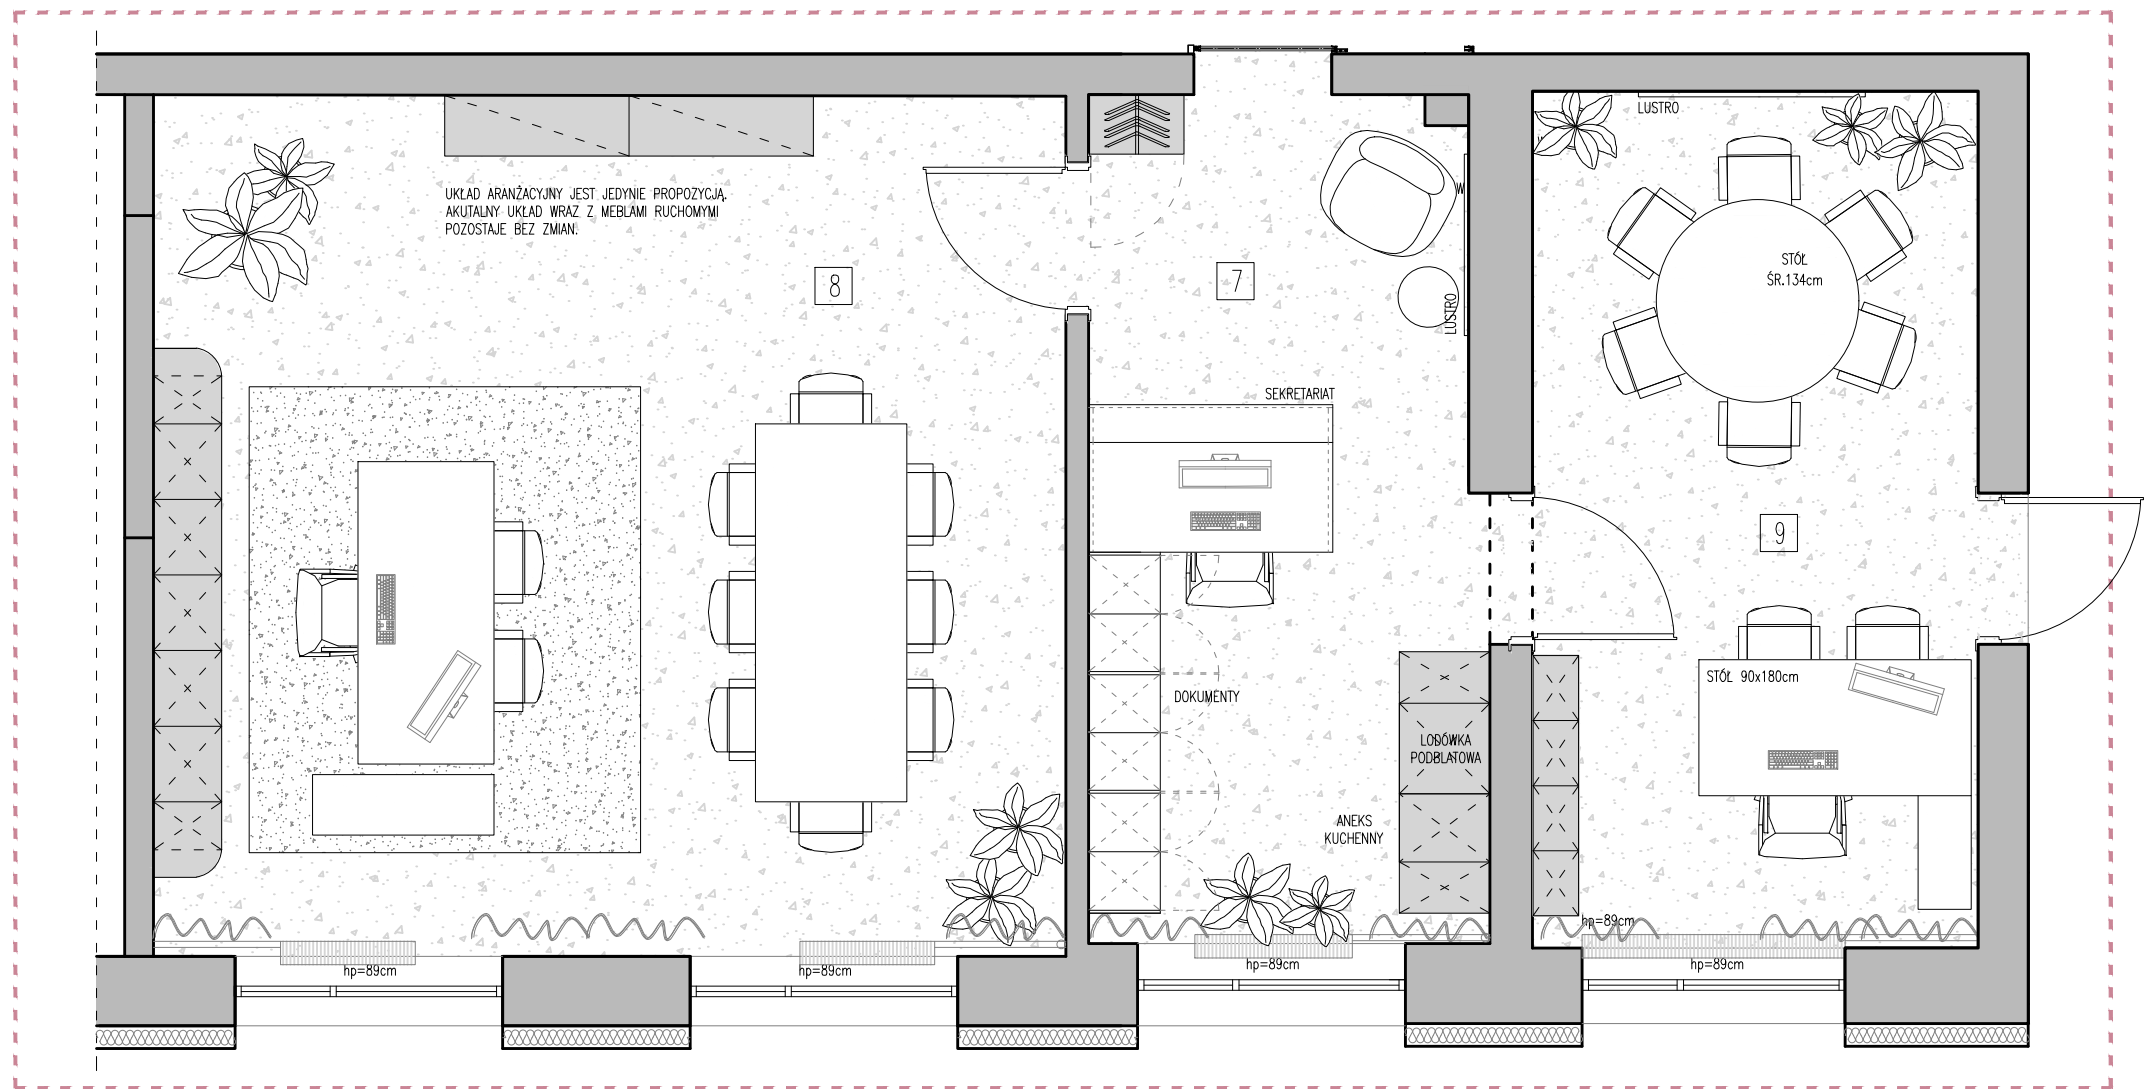 LUSTRO
UKŁAD ARANŻACYJNY JEST JEDYNIE PROPOZYCJĄ.
AKUTALNY UKŁAD WRAZ Z MEBLAMI RUCHOMYMI
POZOSTAJE BEZ ZMIAN.
8
7
LUSTRO
STÓŁ
ŚR.134cm
SEKRETARIAT
9
STÓŁ 90x180cm
DOKUMENTY
LODÓWKA
PODBLATOWA
ANEKS
KUCHENNY
hp=89cm
hp=89cm
hp=89cm
hp=89cm
hp=89cm